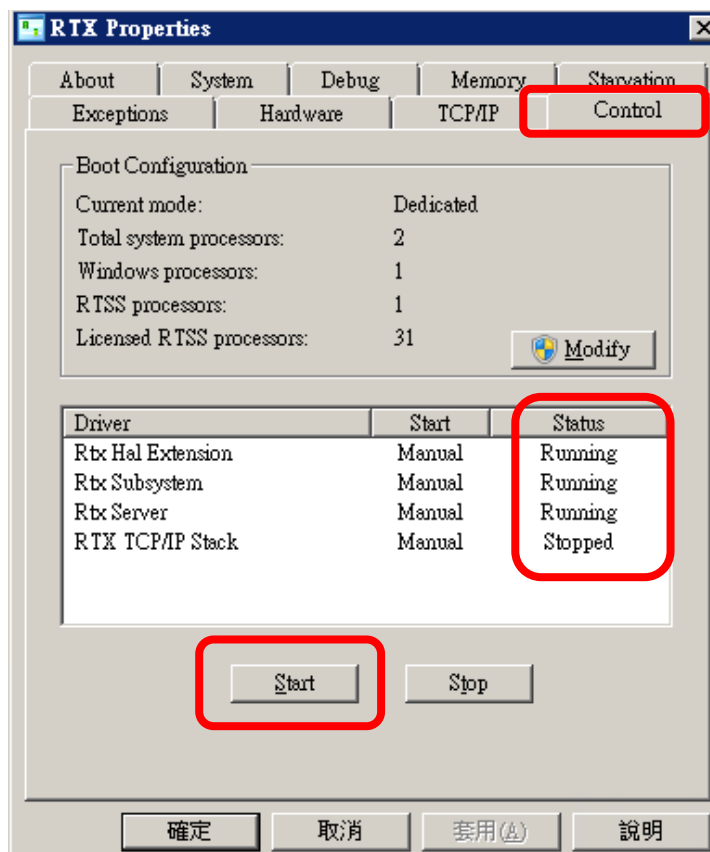 RTX Properties
About System Debug Memory Starvation
Exceptions Hardware TCP/IP Control
Boot Configuration
Current mode: Dedicated
Total system processors: 2
Windows processors: 1
RTSS processors: 1
Licensed RTSS processors: 31
Modify
Driver Start Status
Rtx Hal Extension Manual Running
Rtx Subsystem Manual Running
Rtx Server Manual Running
RTX TCP/IP Stack Manual Stopped
Start Stop
確定 取消 套用(A) 說明